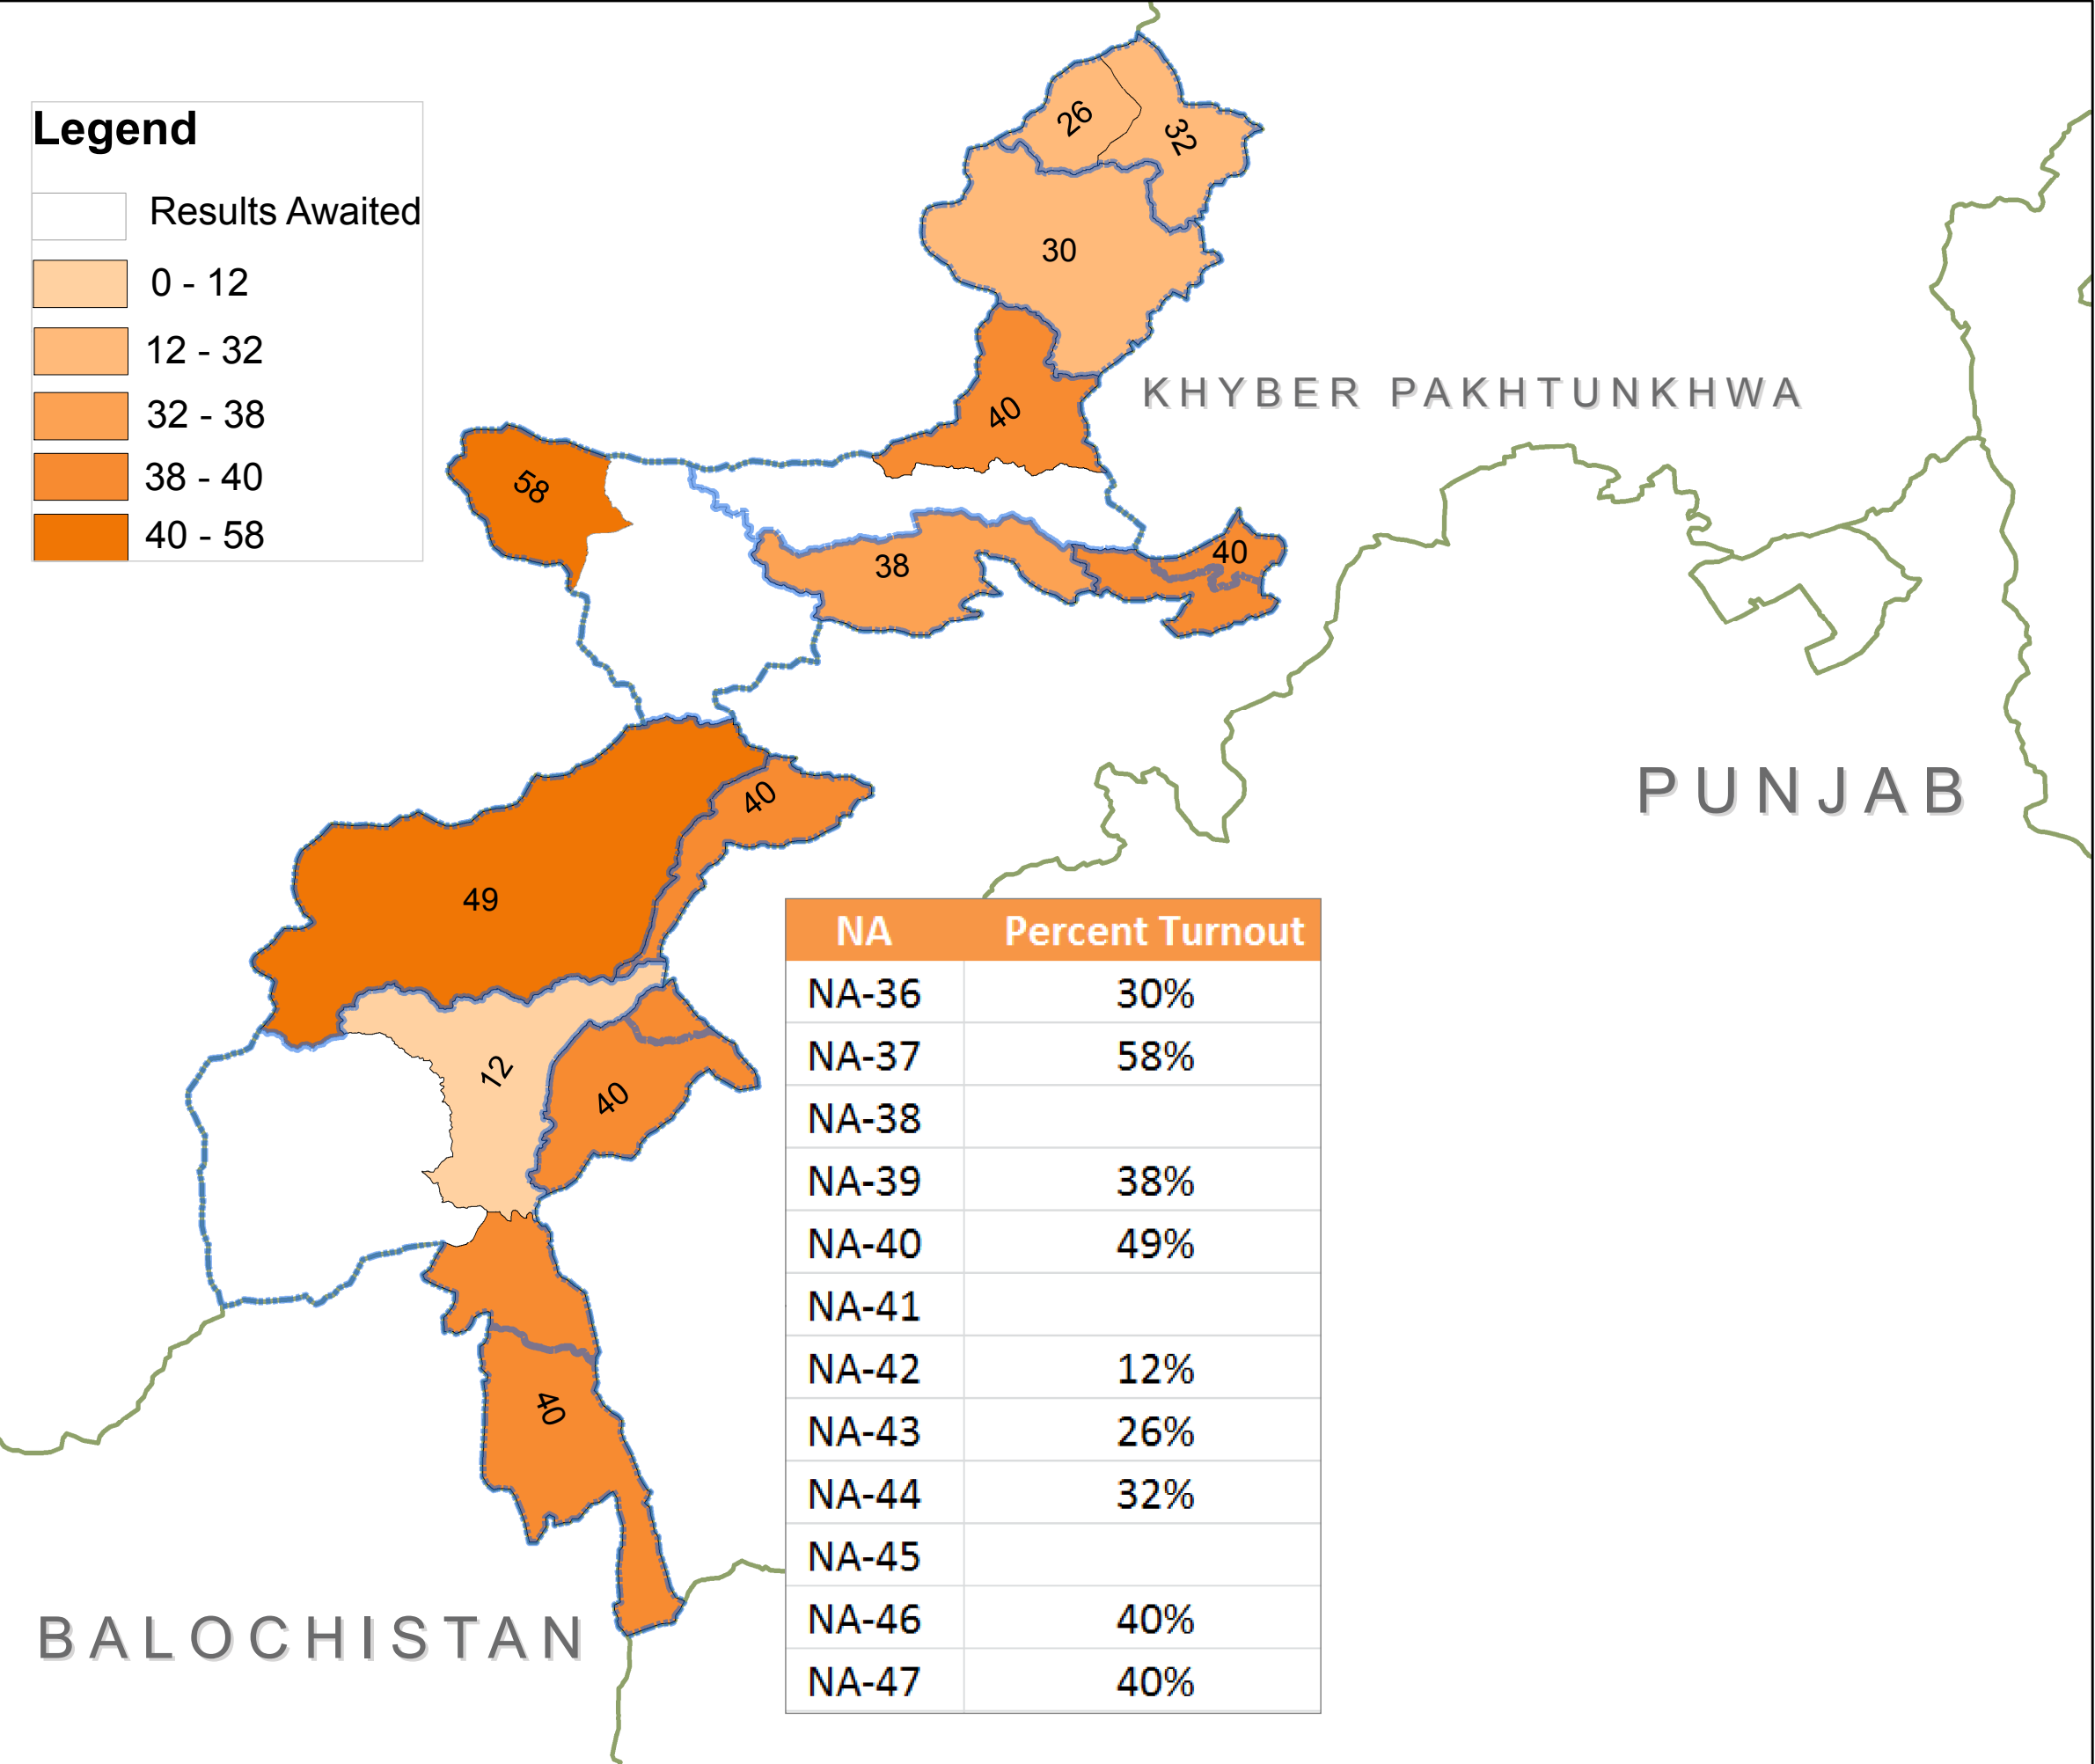 Legend
Results Awaited
0 - 12
12 - 32
32 - 38
38 - 40
40 - 58
26
32
30
KHYBER PAKHTUNKHWA
40
58
40
38
PUNJAB
40
49
12
40
40
BALOCHISTAN
NA Percent Turnout
NA-36 30%
NA-37 58%
NA-38
NA-39 38%
NA-40 49%
NA-41
NA-42 12%
NA-43 26%
NA-44 32%
NA-45
NA-46 40%
NA-47 40%